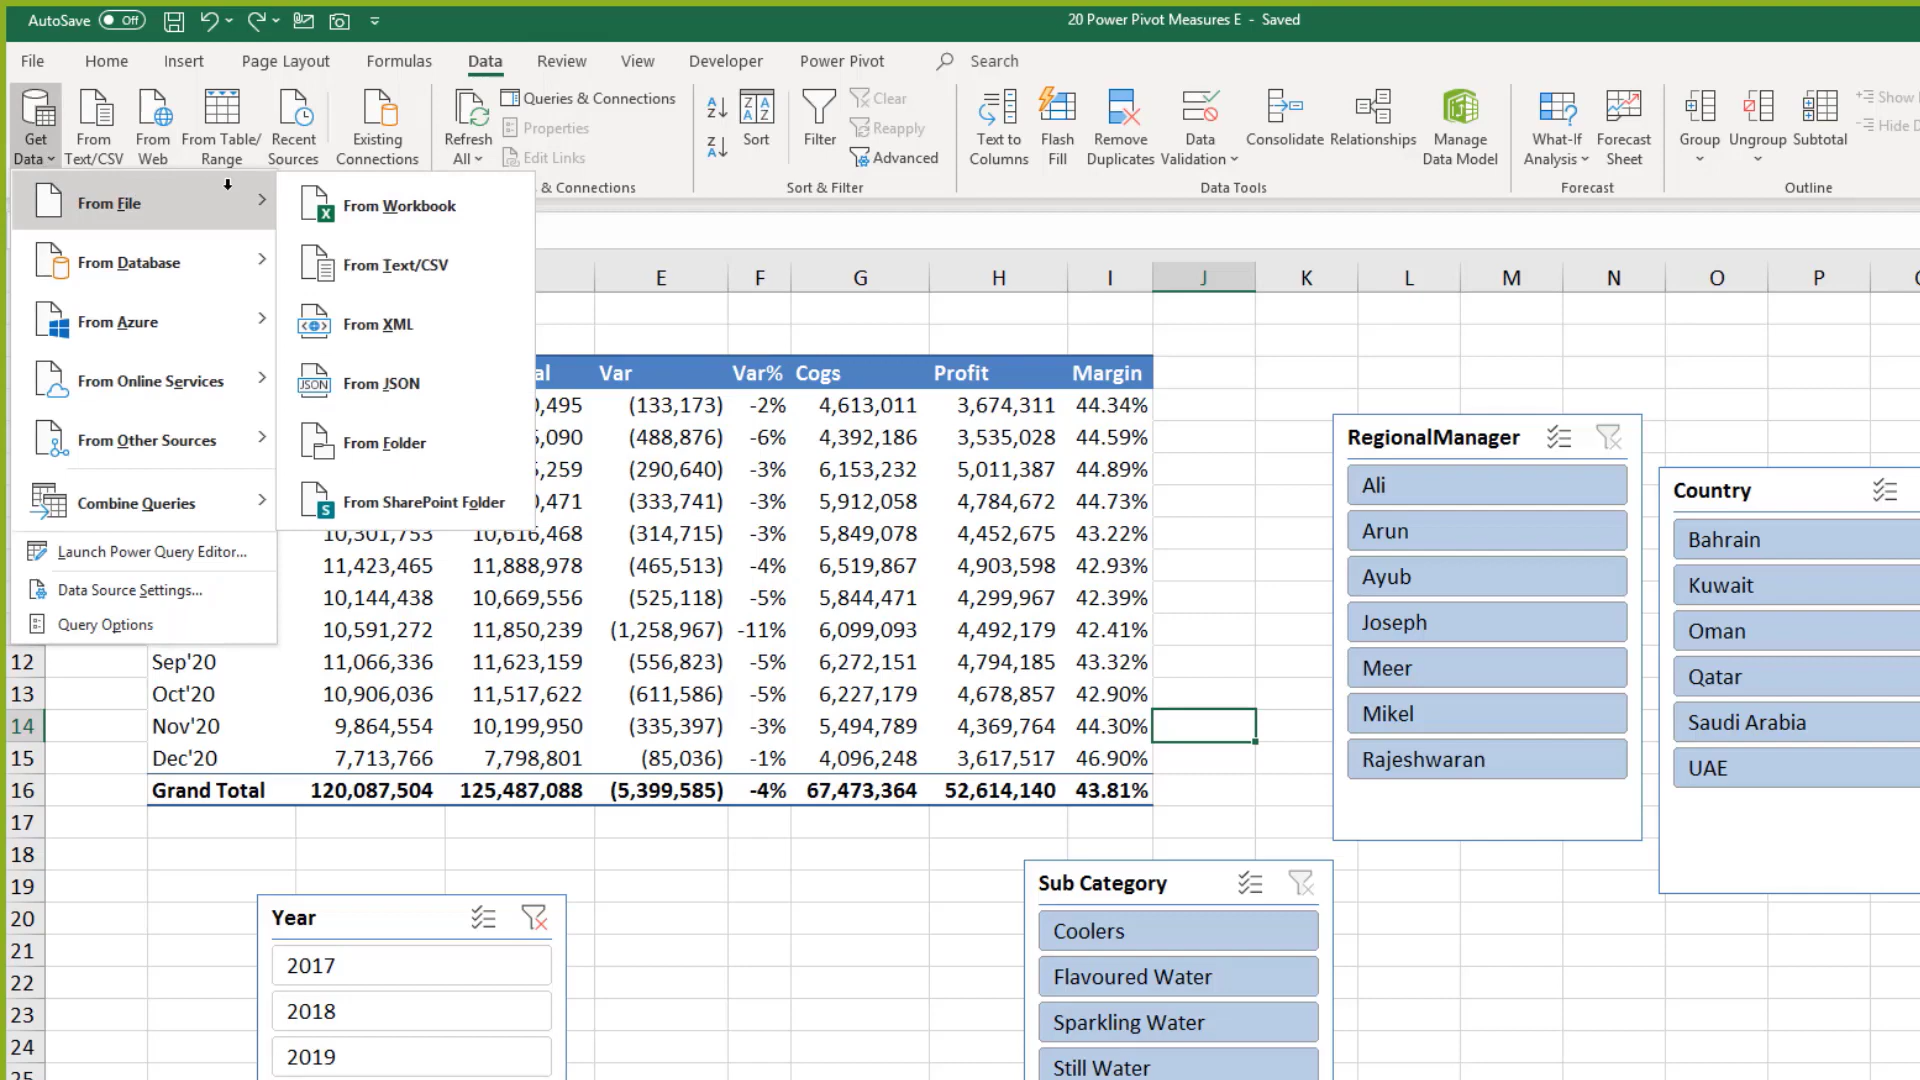 AutoSave Off
20 Power Pivot Measures E - Saved
File Home Insert Page Layout Formulas Data Review View Developer Power Pivot Search
Get Data
From Text/CSV
From Web
From Table/ Range
Recent Sources
Existing Connections
Refresh All
Queries & Connections
Properties
Edit Links
& Connections
Sort
Filter
Clear
Reapply
Advanced
Sort & Filter
Text to Columns
Flash Fill
Remove Duplicates
Data Validation
Consolidate
Relationships
Manage Data Model
Data Tools
What-If Analysis
Forecast Sheet
Forecast
Group
Ungroup
Subtotal
Show
Hide
Outline
From File
From Database
From Azure
From Online Services
From Other Sources
Combine Queries
Launch Power Query Editor...
Data Source Settings...
Query Options
From Workbook
From Text/CSV
From XML
From JSON
From Folder
From SharePoint Folder
E F G H I J K L M N O P
al Var Var% Cogs Profit Margin
,495 (133,173) -2% 4,613,011 3,674,311 44.34%
,090 (488,876) -6% 4,392,186 3,535,028 44.59%
,259 (290,640) -3% 6,153,232 5,011,387 44.89%
,471 (333,741) -3% 5,912,058 4,784,672 44.73%
10,301,753 10,616,468 (314,715) -3% 5,849,078 4,452,675 43.22%
11,423,465 11,888,978 (465,513) -4% 6,519,867 4,903,598 42.93%
10,144,438 10,669,556 (525,118) -5% 5,844,471 4,299,967 42.39%
10,591,272 11,850,239 (1,258,967) -11% 6,099,093 4,492,179 42.41%
12 Sep'20 11,066,336 11,623,159 (556,823) -5% 6,272,151 4,794,185 43.32%
13 Oct'20 10,906,036 11,517,622 (611,586) -5% 6,227,179 4,678,857 42.90%
14 Nov'20 9,864,554 10,199,950 (335,397) -3% 5,494,789 4,369,764 44.30%
15 Dec'20 7,713,766 7,798,801 (85,036) -1% 4,096,248 3,617,517 46.90%
16 Grand Total 120,087,504 125,487,088 (5,399,585) -4% 67,473,364 52,614,140 43.81%
17
18
19
20
21
22
23
24
25
RegionalManager
Ali
Arun
Ayub
Joseph
Meer
Mikel
Rajeshwaran
Country
Bahrain
Kuwait
Oman
Qatar
Saudi Arabia
UAE
Year
2017
2018
2019
Sub Category
Coolers
Flavoured Water
Sparkling Water
Still Water